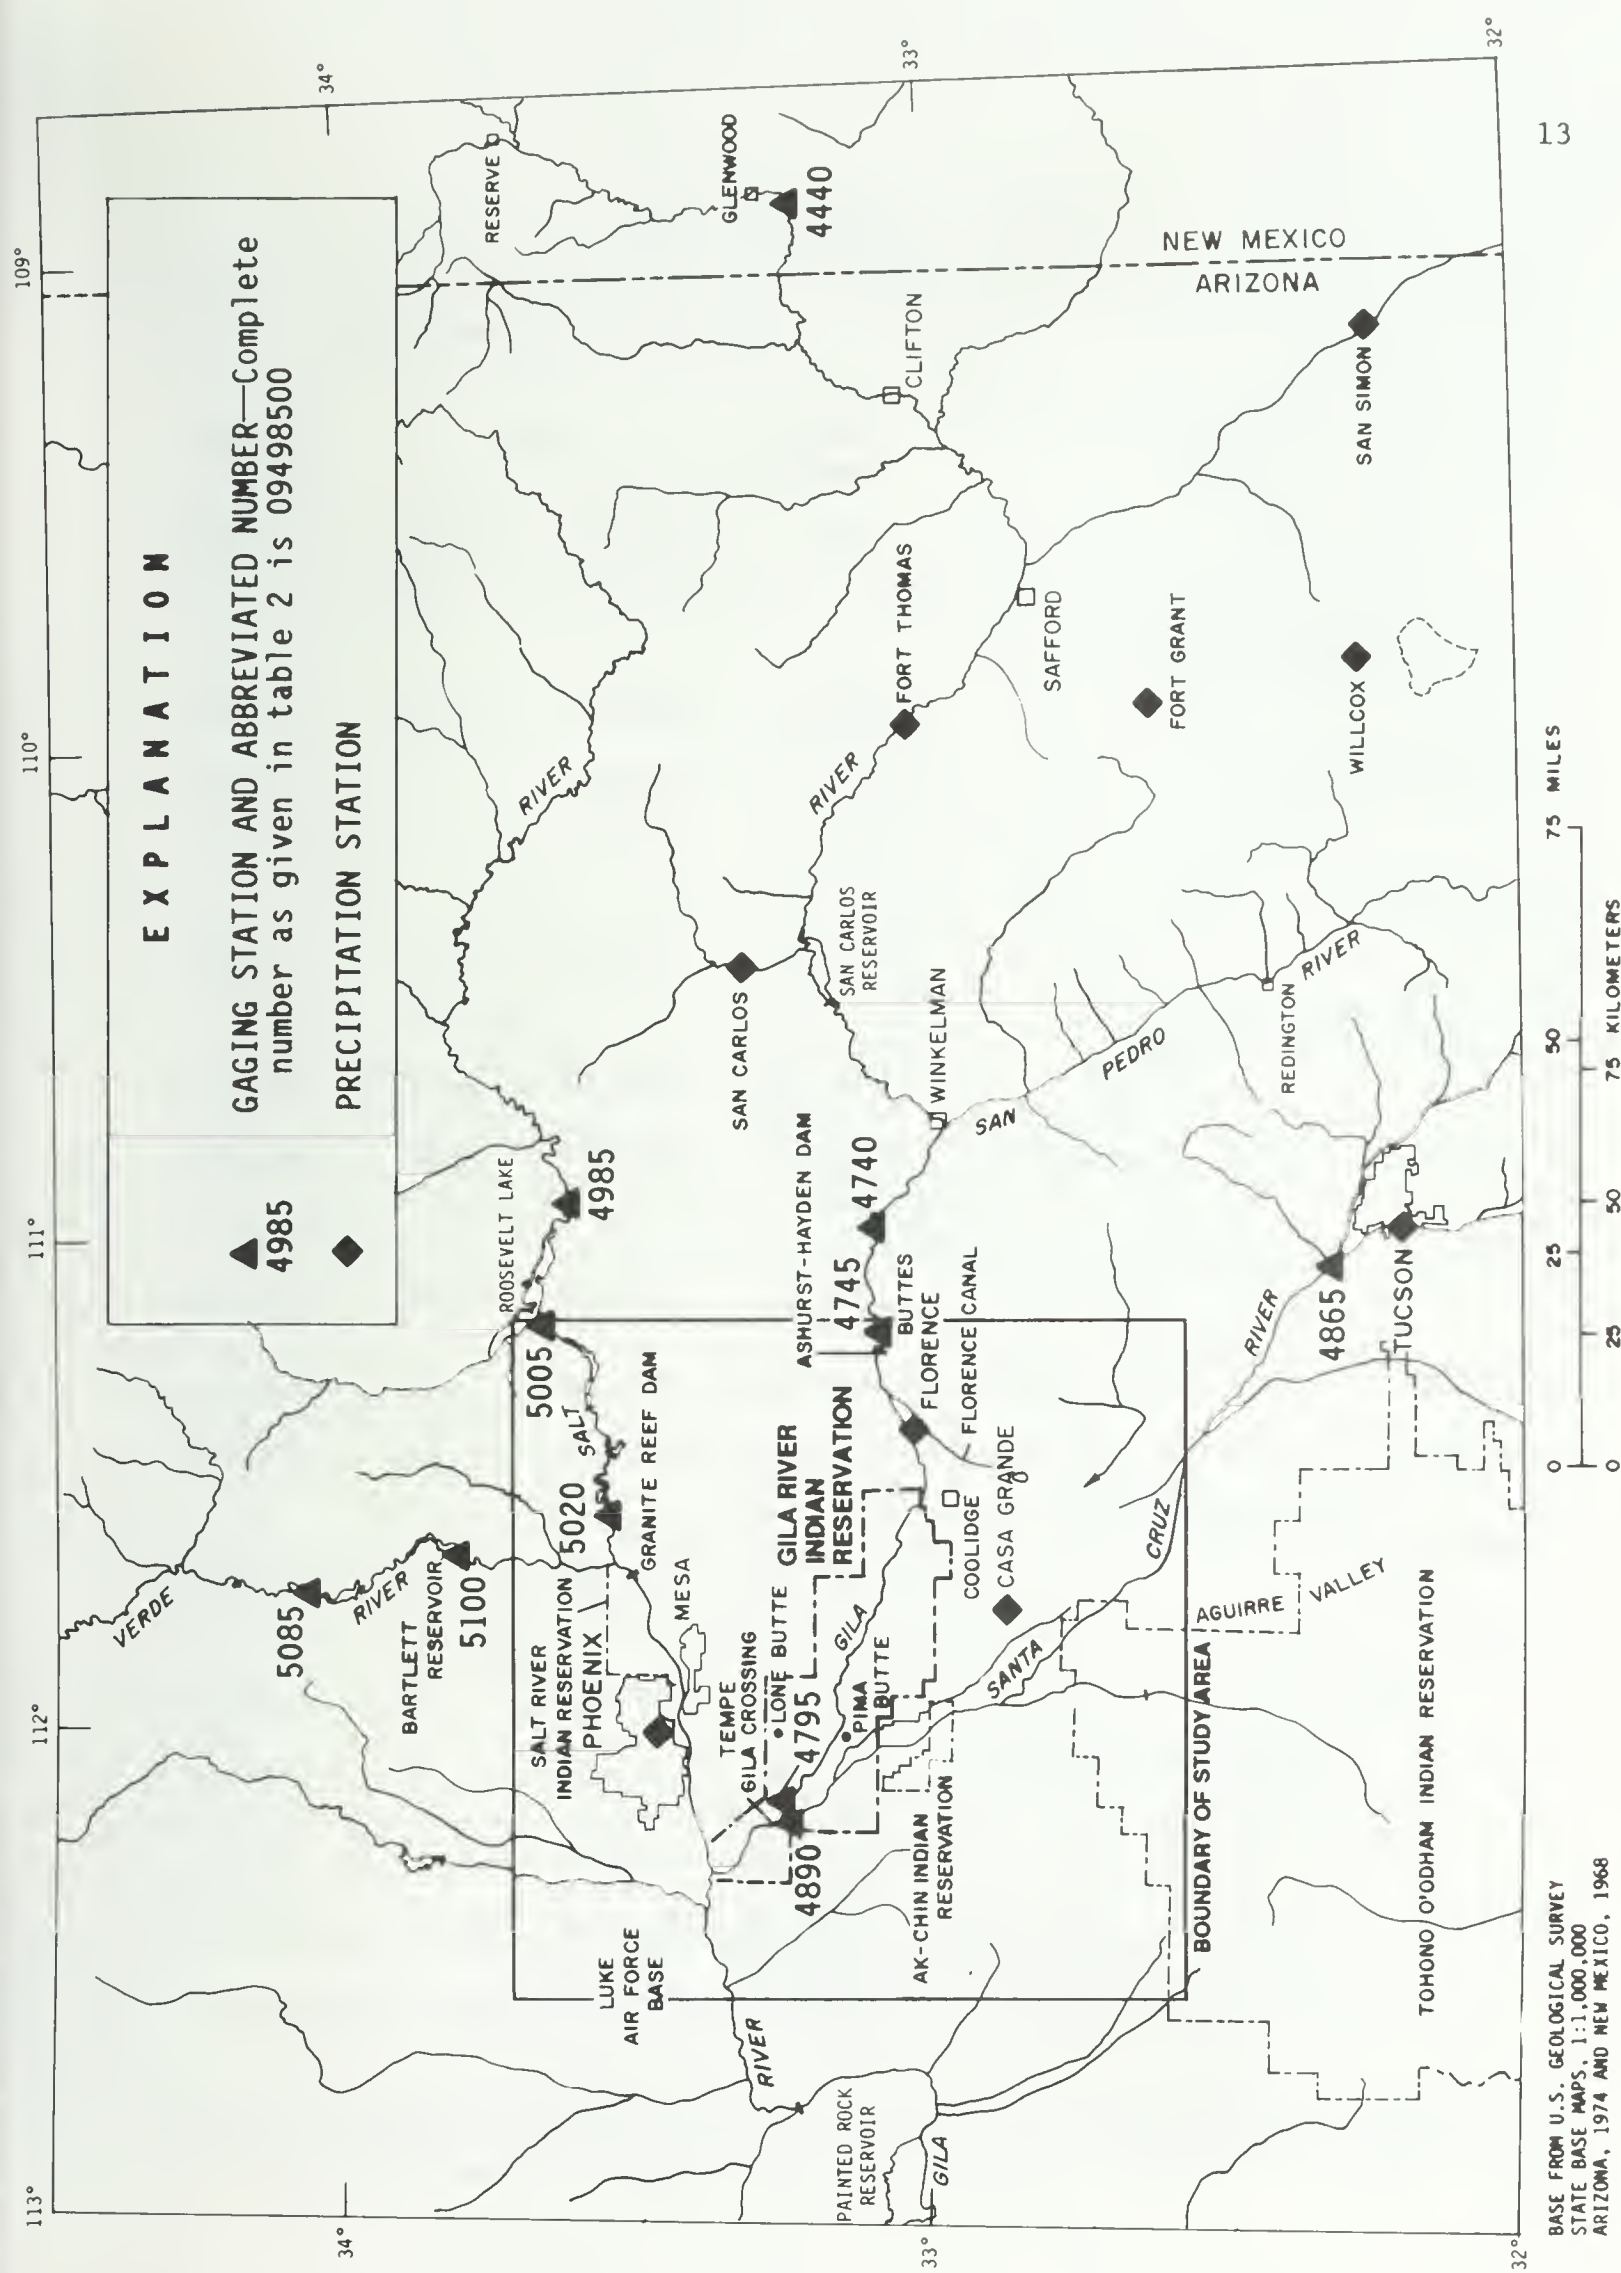 13
109°
110°
111°
112°
113°
34°
33°
32°
34°
33°
32°
EXPLANATION
4985
GAGING STATION AND ABBREVIATED NUMBER—Complete
number as given in table 2 is 09498500
PRECIPITATION STATION
RESERVE
GLENWOOD
4440
NEW MEXICO
ARIZONA
CLIFTON
SAN SIMON
FORT THOMAS
SAFFORD
FORT GRANT
WILLCOX
RIVER
RIVER
SAN CARLOS
RESERVOIR
SAN CARLOS
WINKELMAN
SAN
PEDRO
RIVER
REDINGTON
ROOSEVELT LAKE
4985
5005
SALT
5020
GRANITE REEF DAM
ASHURST-HAYDEN DAM
4740
4745
BUTTES
FLORENCE
FLORENCE CANAL
CASA GRANDE
COOLIDGE
GILA RIVER
INDIAN
RESERVATION
RIVER
4865
TUCSON
VERDE
5085
RIVER
BARTLETT
RESERVOIR
5100
SALT RIVER
INDIAN RESERVATION
PHOENIX
MESA
TEMPE
GILA CROSSING
LONE BUTTE
4795
GILA
PIMA
BUTTE
SANTA
CRUZ
AGUIRRE
VALLEY
4890
AK-CHIN INDIAN
RESERVATION
LUKE
AIR FORCE
BASE
BOUNDARY OF STUDY AREA
TOHONO O'ODHAM INDIAN RESERVATION
RIVER
PAINTED ROCK
RESERVOIR
GILA
0 25 50 75 MILES
0 25 50 75 KILOMETERS
BASE FROM U.S. GEOLOGICAL SURVEY
STATE BASE MAPS, 1:1,000,000
ARIZONA, 1974 AND NEW MEXICO, 1968